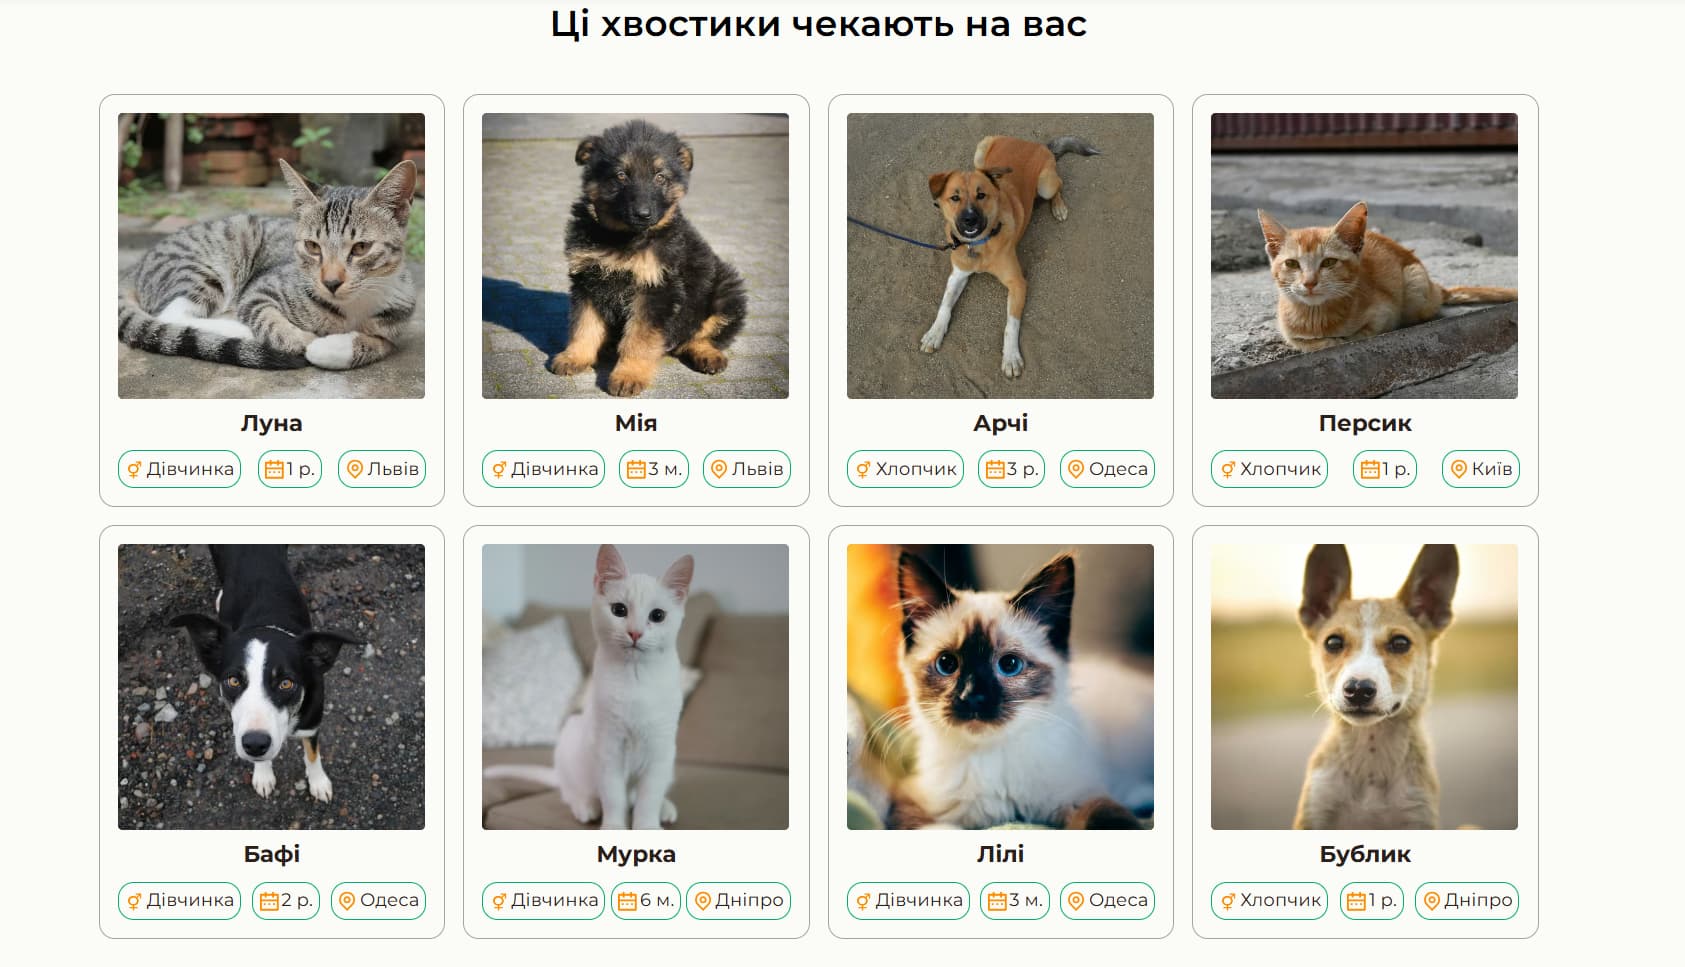 Ці хвостики чекають на вас
Луна
Дівчинка 1 р. Львів
Мія
Дівчинка 3 м. Львів
Арчі
Хлопчик 3 р. Одеса
Персик
Хлопчик 1 р. Київ
Бафі
Дівчинка 2 р. Одеса
Мурка
Дівчинка 6 м. Дніпро
Лілі
Дівчинка 3 м. Одеса
Бублик
Хлопчик 1 р. Дніпро